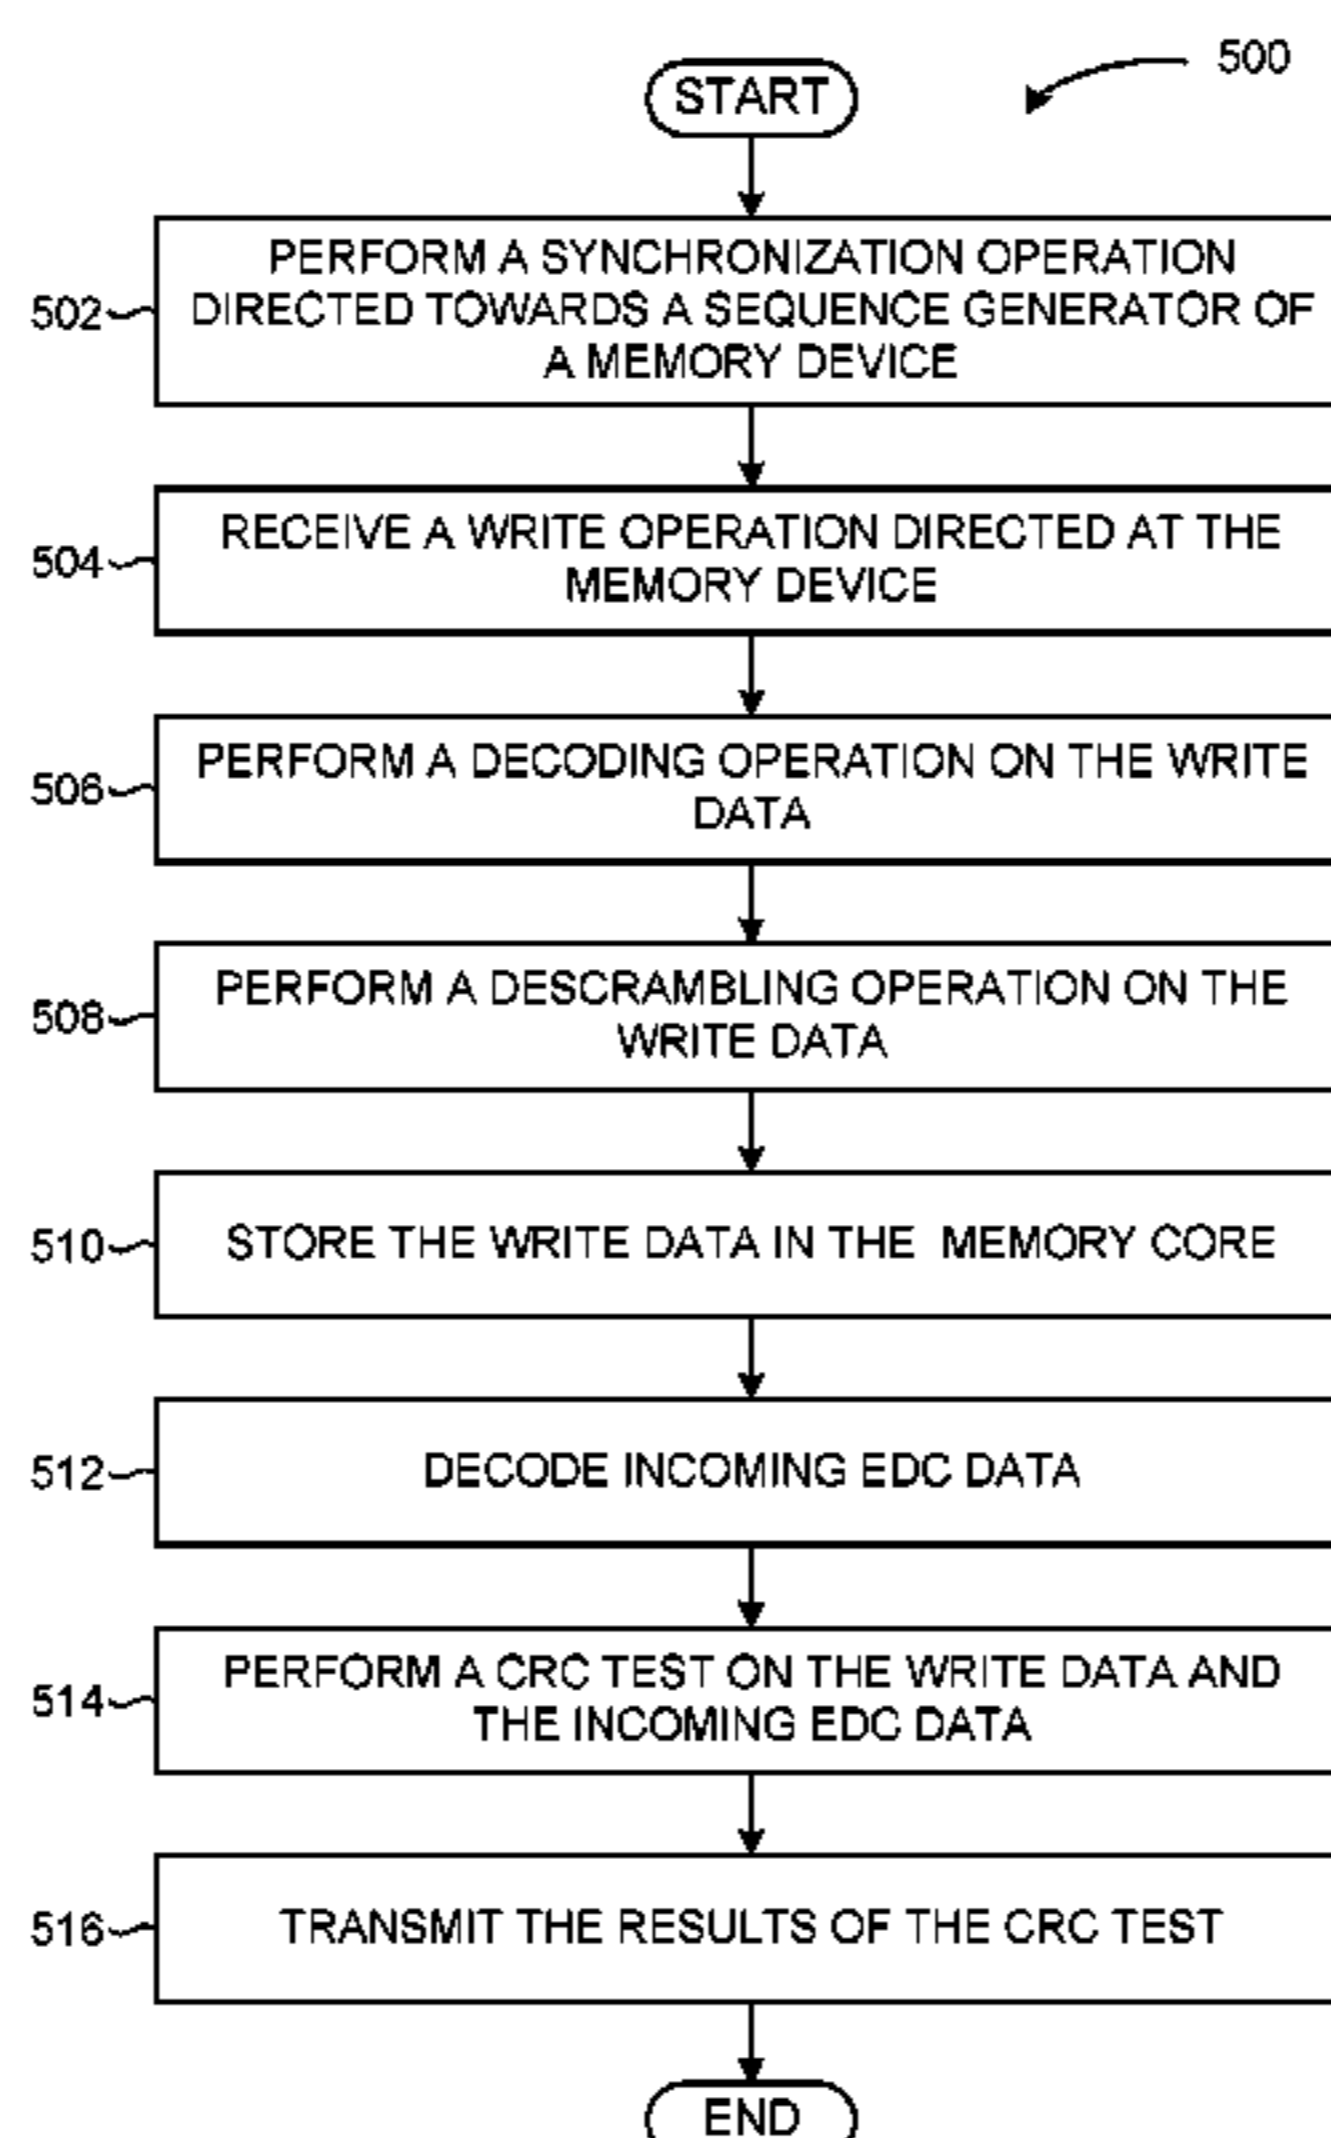 500
START
PERFORM A SYNCHRONIZATION OPERATION
502
DIRECTED TOWARDS A SEQUENCE GENERATOR OF
A MEMORY DEVICE
RECEIVE A WRITE OPERATION DIRECTED AT THE
504
MEMORY DEVICE
PERFORM A DECODING OPERATION ON THE WRITE
506
DATA
PERFORM A DESCRAMBLING OPERATION ON THE
508
WRITE DATA
510
STORE THE WRITE DATA IN THE MEMORY CORE
512
DECODE INCOMING EDC DATA
PERFORM A CRC TEST ON THE WRITE DATA AND
514
THE INCOMING EDC DATA
516
TRANSMIT THE RESULTS OF THE CRC TEST
END